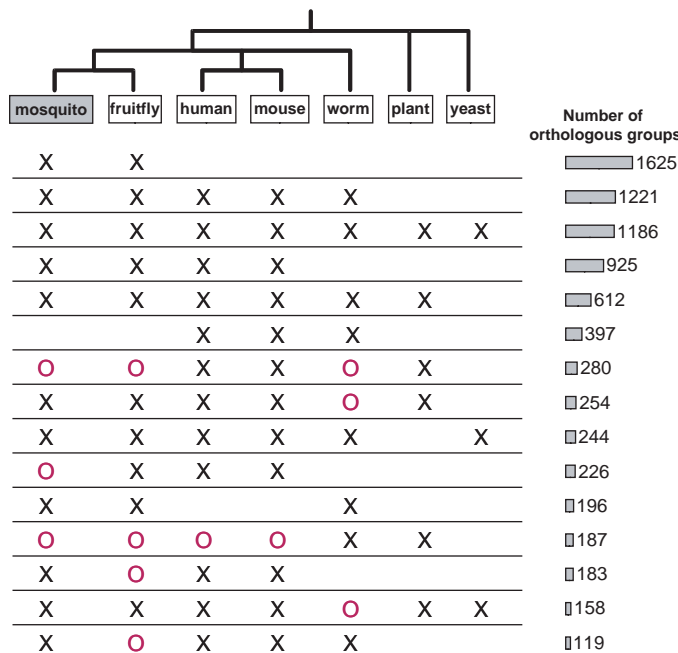 mosquito fruitfly human mouse worm plant yeast
Number of
orthologous groups
X X 1625
X X X X X 1221
X X X X X X X 1186
X X X X 925
X X X X X X 612
X X X 397
O O X X O X 280
X X X X O X 254
X X X X X X 244
O X X X 226
X X X 196
O O O O X X 187
X O X X 183
X X X X O X X 158
X O X X X 119